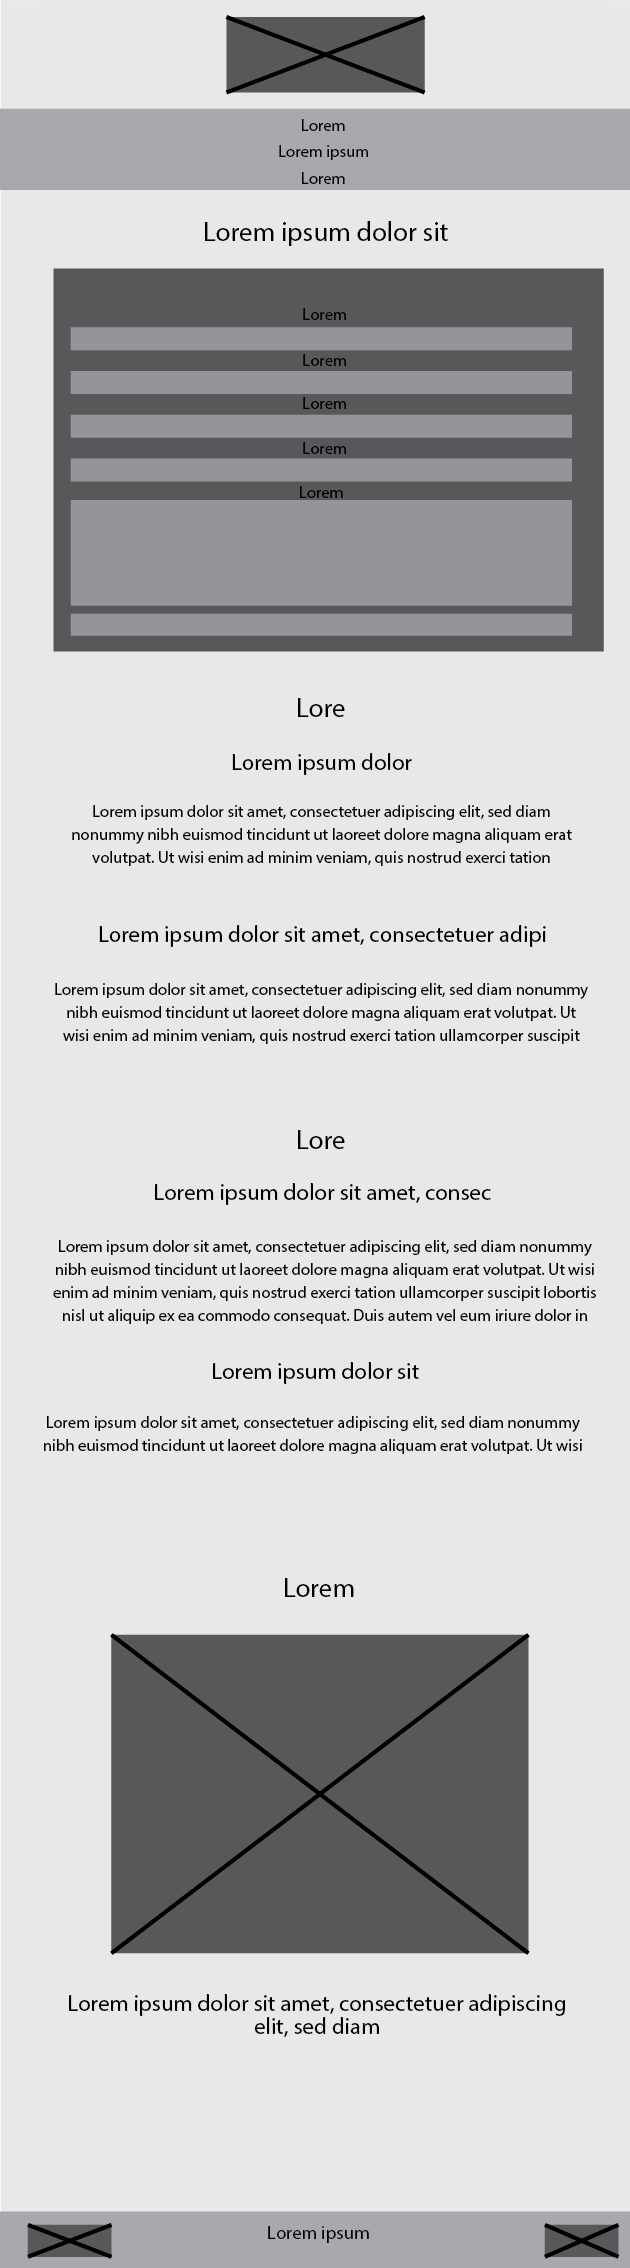 Lorem
Lorem ipsum
Lorem
Lorem ipsum dolor sit
Lorem
Lorem
Lorem
Lorem
Lorem
Lore
Lorem ipsum dolor
Lorem ipsum dolor sit amet, consectetuer adipiscing elit, sed diam
nonummy nibh euismod tincidunt ut laoreet dolore magna aliquam erat
volutpat. Ut wisi enim ad minim veniam, quis nostrud exerci tation
Lorem ipsum dolor sit amet, consectetuer adipi
Lorem ipsum dolor sit amet, consectetuer adipiscing elit, sed diam nonummy
nibh euismod tincidunt ut laoreet dolore magna aliquam erat volutpat. Ut
wisi enim ad minim veniam, quis nostrud exerci tation ullamcorper suscipit
Lore
Lorem ipsum dolor sit amet, consec
Lorem ipsum dolor sit amet, consectetuer adipiscing elit, sed diam nonummy
nibh euismod tincidunt ut laoreet dolore magna aliquam erat volutpat. Ut wisi
enim ad minim veniam, quis nostrud exerci tation ullamcorper suscipit lobortis
nisl ut aliquip ex ea commodo consequat. Duis autem vel eum iriure dolor in
Lorem ipsum dolor sit
Lorem ipsum dolor sit amet, consectetuer adipiscing elit, sed diam nonummy
nibh euismod tincidunt ut laoreet dolore magna aliquam erat volutpat. Ut wisi
Lorem
Lorem ipsum dolor sit amet, consectetuer adipiscing
elit, sed diam
Lorem ipsum